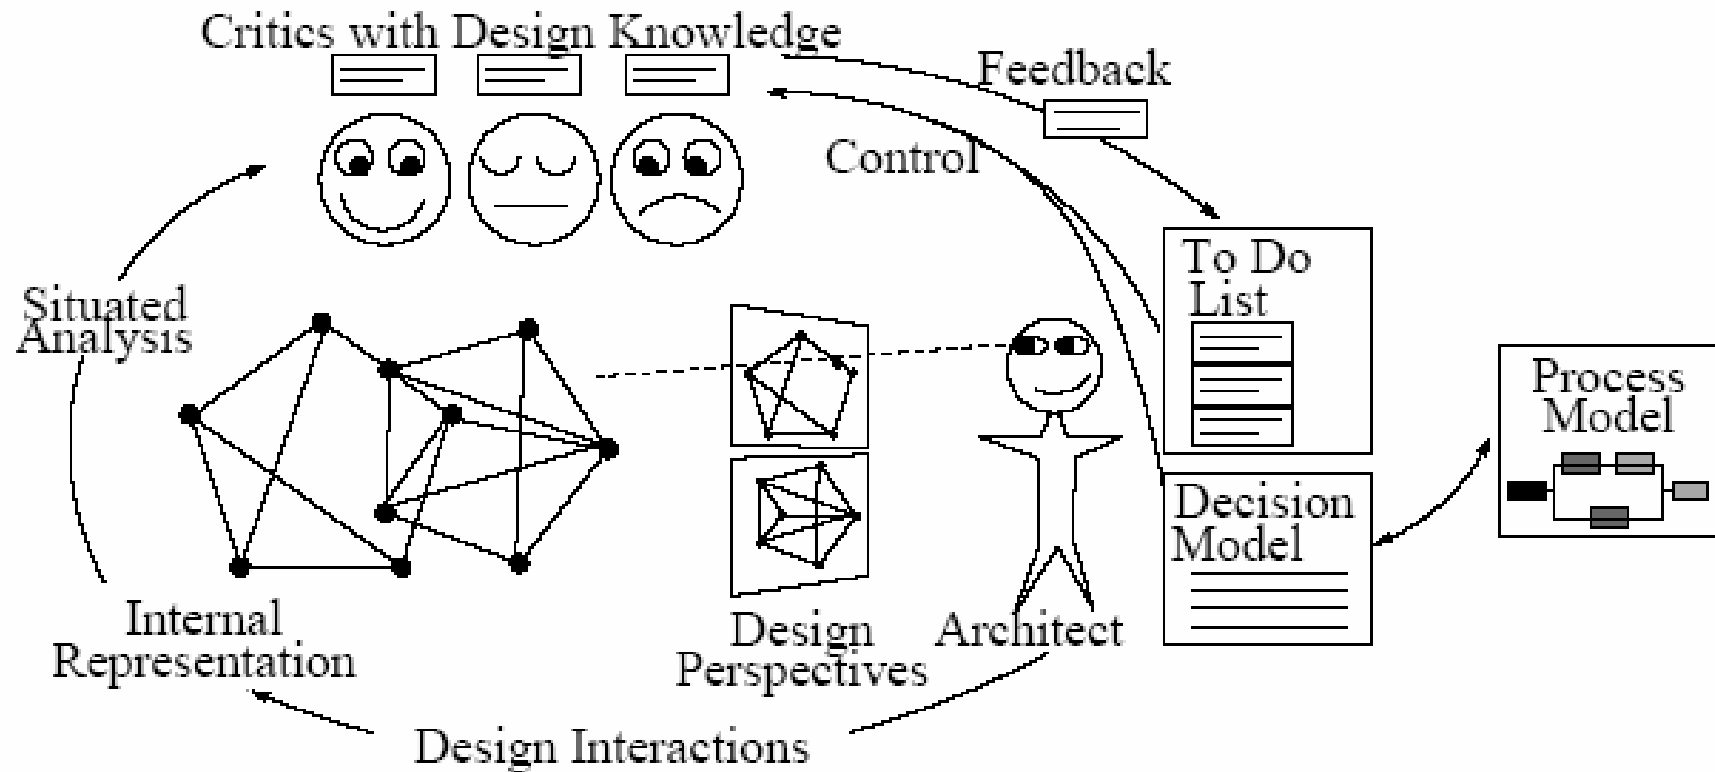 Critics with Design Knowledge
Feedback
Control
To Do
List
Situated
Analysis
Process
Model
Decision
Model
Internal
Representation
Design
Perspectives
Architect
Design Interactions